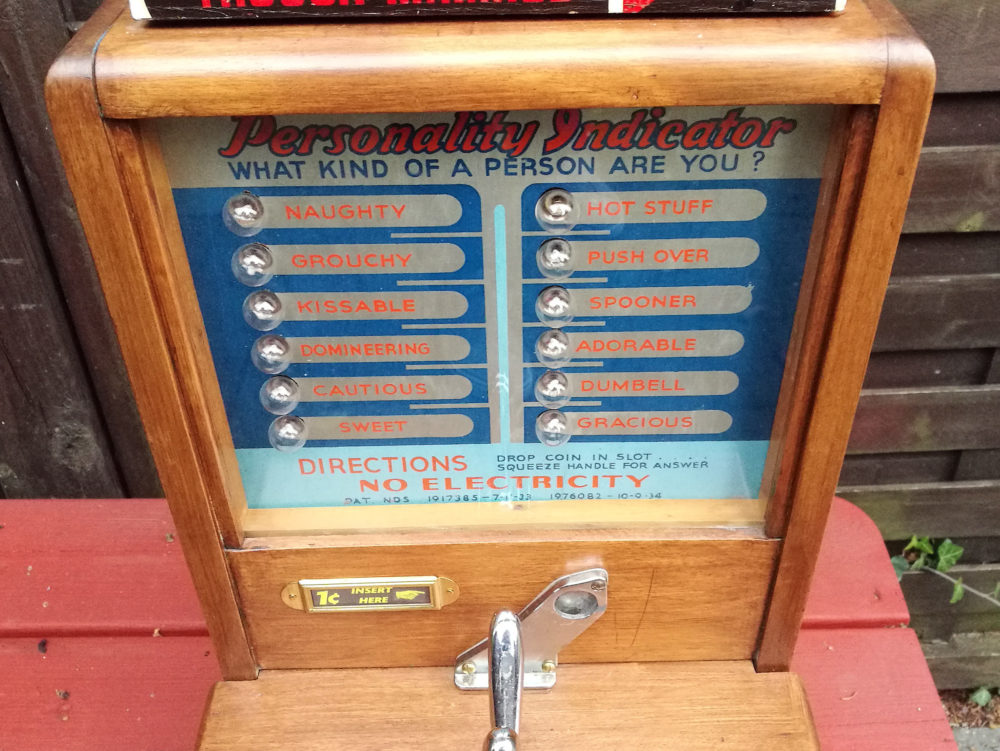 Personality Indicator
WHAT KIND OF A PERSON ARE YOU?
NAUGHTY
GROUCHY
KISSABLE
DOMINEERING
CAUTIOUS
SWEET
HOT STUFF
PUSH OVER
SPOONER
ADORABLE
DUMBELL
GRACIOUS
DIRECTIONS
DROP COIN IN SLOT....
SQUEEZE HANDLE FOR ANSWER
NO ELECTRICITY
PAT. NDS 1917385-7-11-33 1976082-10-9-34
1¢ INSERT
HERE